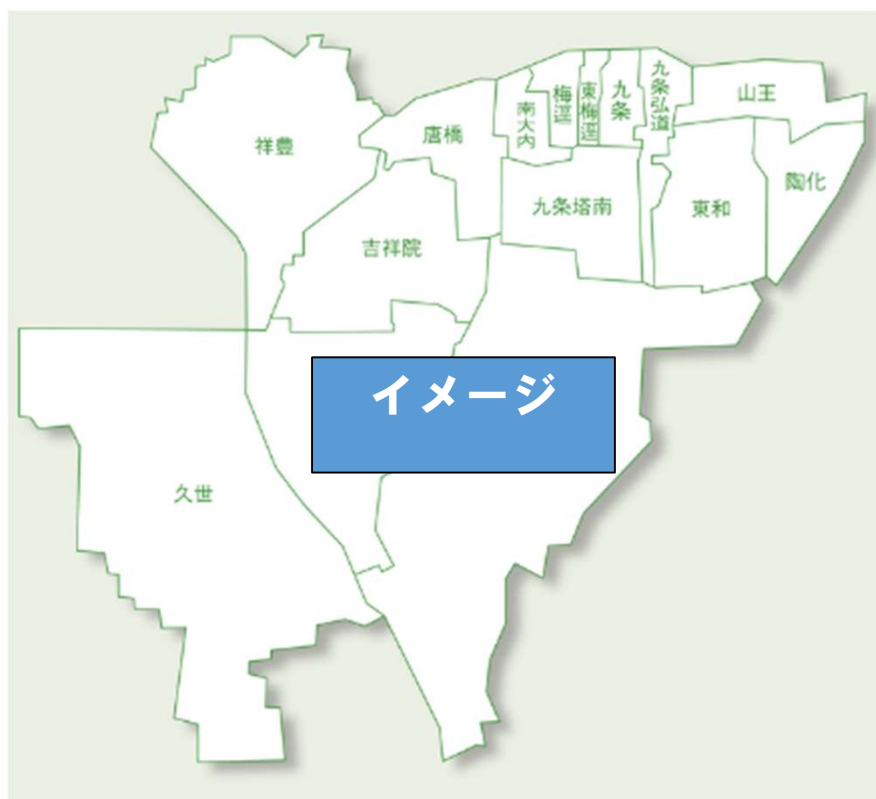 祥豊
唐橋
南大内
梅逕
東梅逕
九条
九条弘道
山王
陶化
東和
九条塔南
吉祥院
イメージ
久世